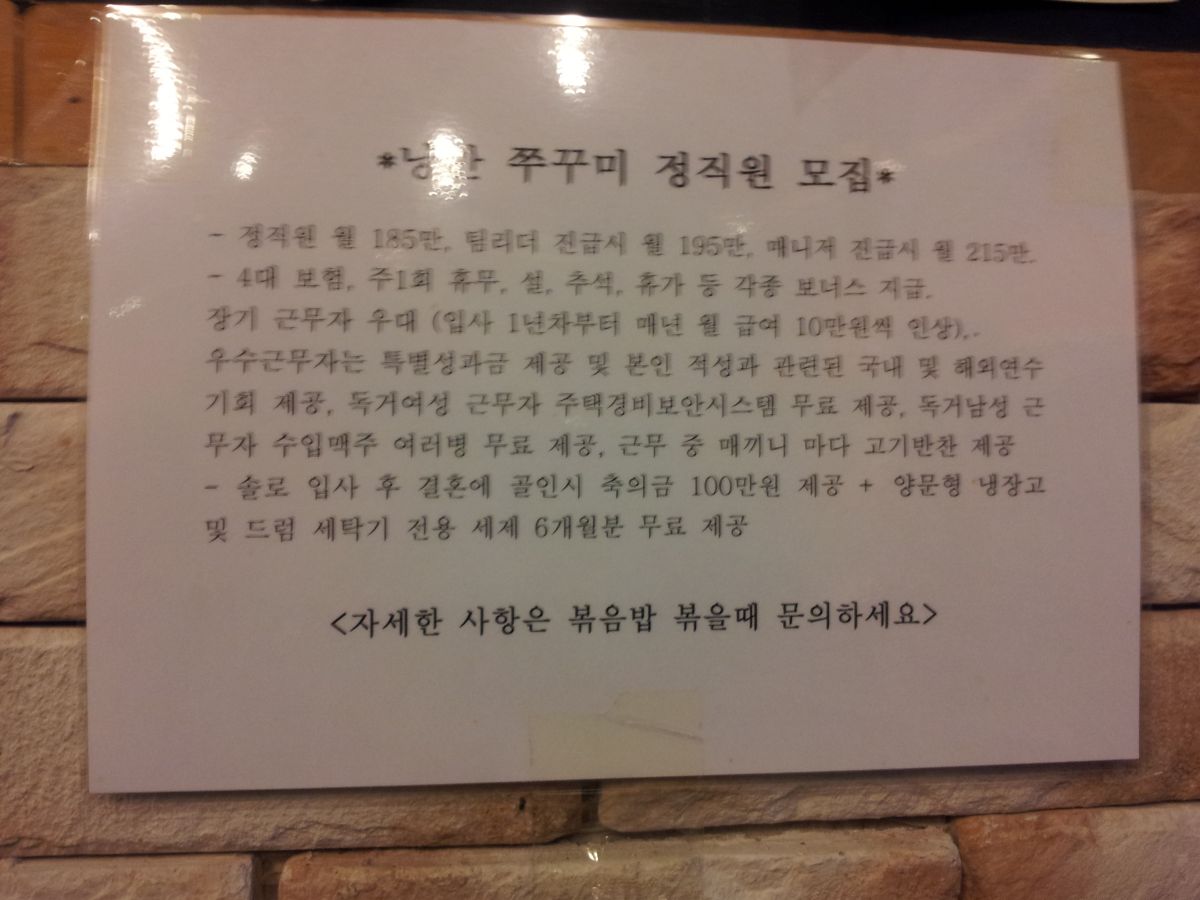 쭈꾸미 정직원 모집*
- 정직원 월 185만, 팀리더 진급시 월 195만, 매니저 진급시 월 215만.
- 4대 보험, 주1회 휴무, 설, 추석, 휴가 등 각종 보너스 지급.
장기 근무자 우대 (입사 1년차부터 매년 월 급여 10만원씩 인상),.
우수근무자는 특별성과금 제공 및 본인 적성과 관련된 국내 및 해외연수
기회 제공, 독거여성 근무자 주택경비보안시스템 무료 제공, 독거남성 근
무자 수입맥주 여러병 무료 제공, 근무 중 매끼니 마다 고기반찬 제공
- 솔로 입사 후 결혼에 골인시 축의금 100만원 제공 + 양문형 냉장고
및 드럼 세탁기 전용 세제 6개월분 무료 제공
<자세한 사항은 볶음밥 볶을때 문의하세요>